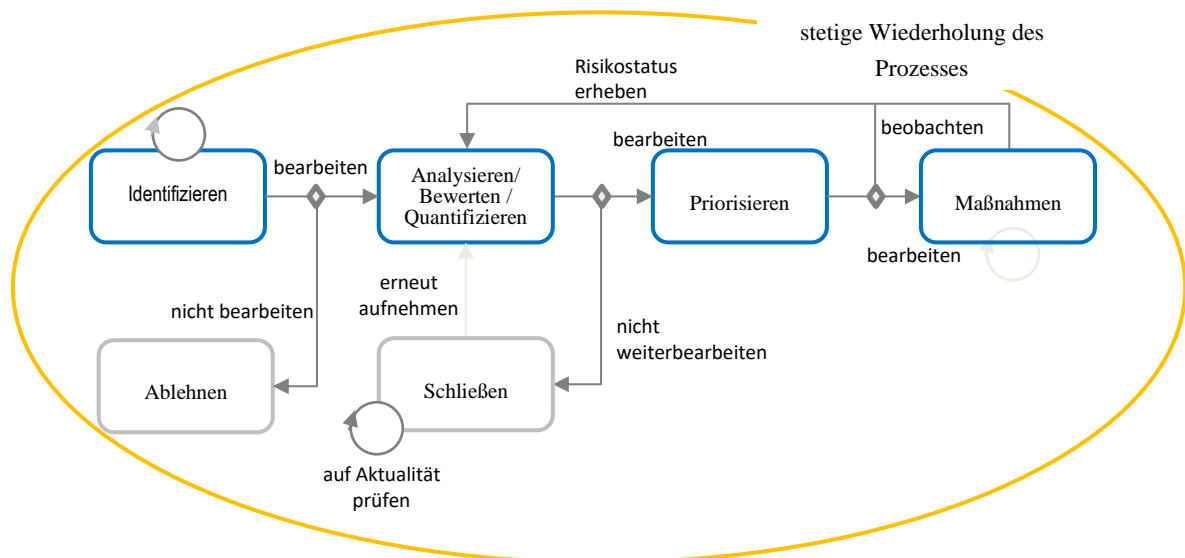 stetige Wiederholung des
Prozesses
Risikostatus
erheben
beobachten
bearbeiten
bearbeiten
Identifizieren
Analysieren/
Bewerten /
Quantifizieren
Priorisieren
Maßnahmen
bearbeiten
erneut
aufnehmen
nicht bearbeiten
nicht
weiterbearbeiten
Ablehnen
Schließen
auf Aktualität
prüfen